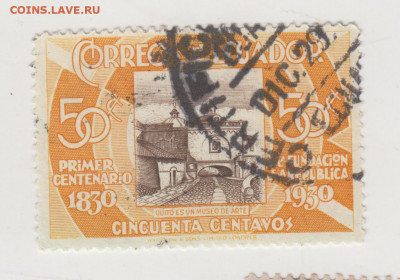 COINS.LAVE.RU
CORREOS ECUADOR
50 50
PRIMER CENTENARIO
FUNDACION REPUBLICA
1830 1930
QUITO ES UN MUSEO DE ARTE
CINCUENTA CENTAVOS
DIC. 29